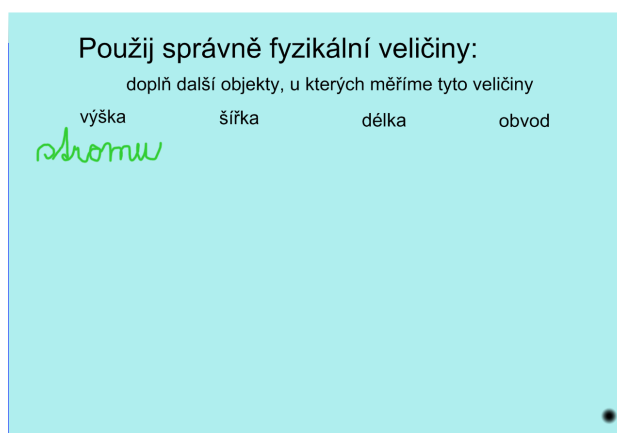 Použij správně fyzikální veličiny:
doplň další objekty, u kterých měříme tyto veličiny
výška šířka délka obvod
stromu